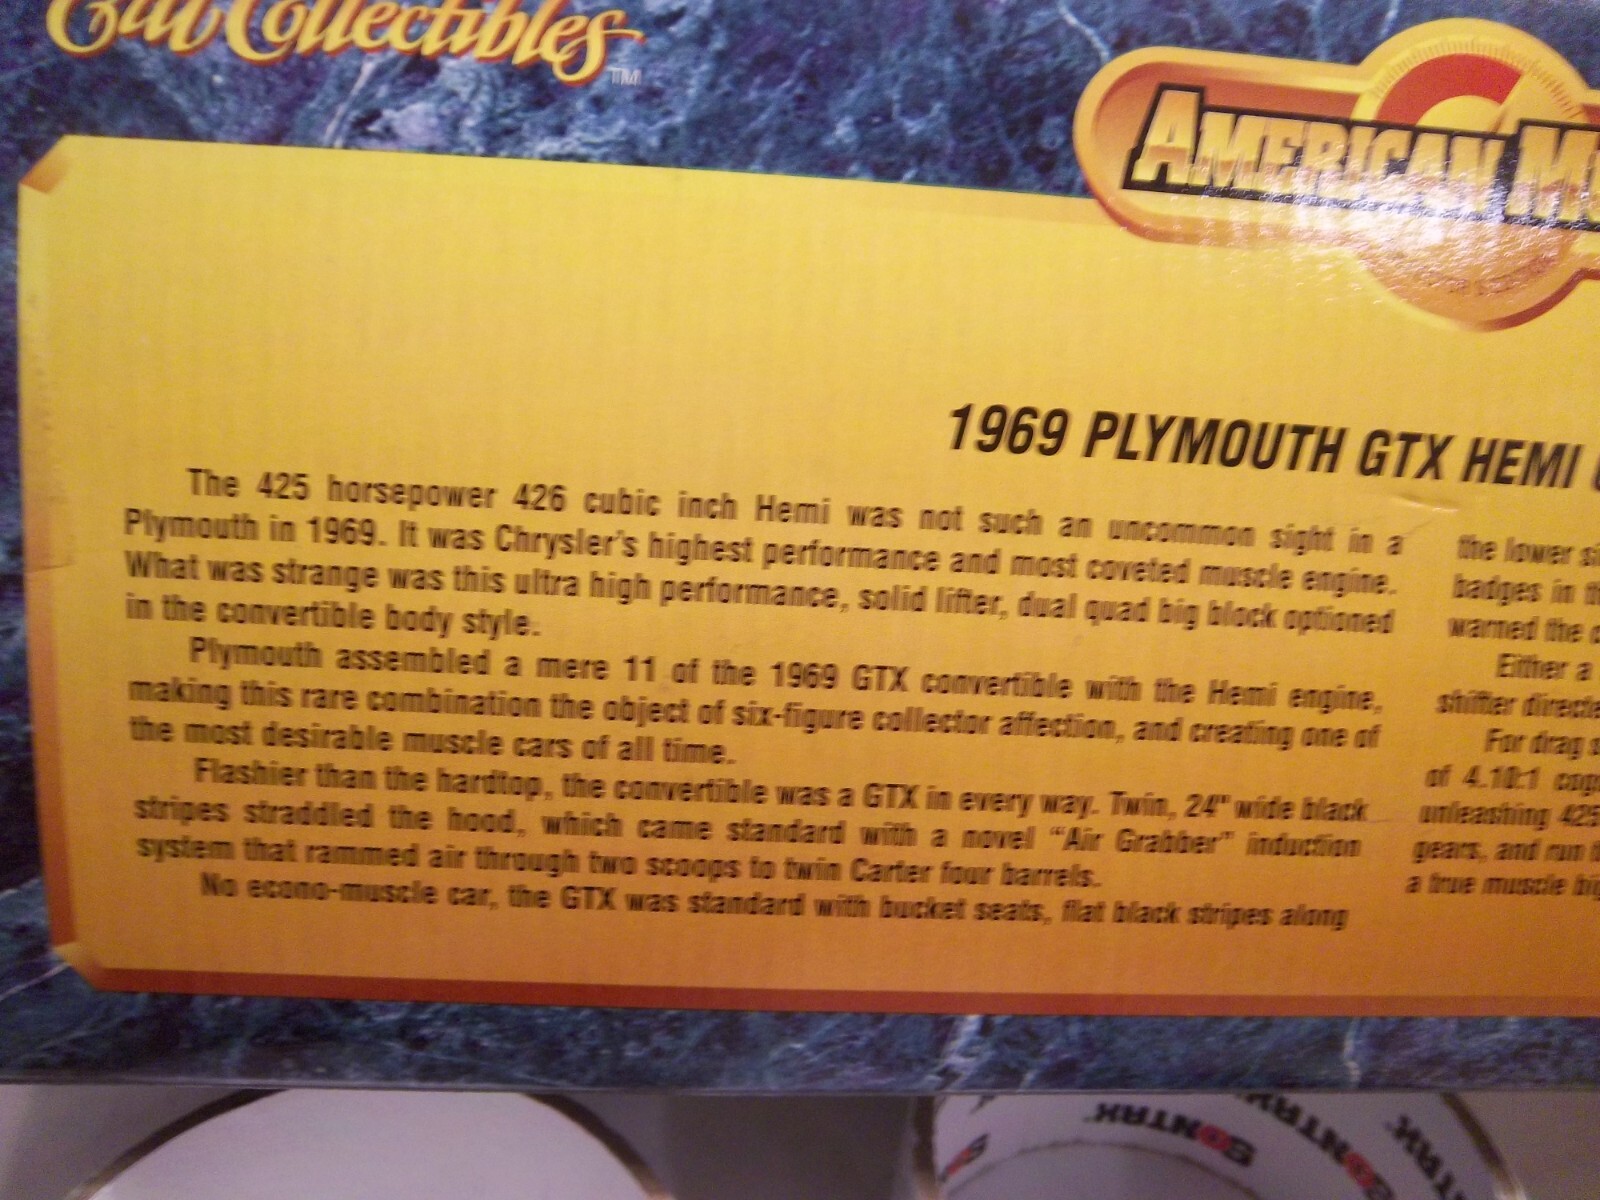 Ertl Collectibles™
AMERICAN
1969 PLYMOUTH GTX HEMI
The 425 horsepower 426 cubic inch Hemi was not such an uncommon sight in a
Plymouth in 1969. It was Chrysler's highest performance and most coveted muscle engine.
What was strange was this ultra high performance, solid lifter, dual quad big block optioned
in the convertible body style.
Plymouth assembled a mere 11 of the 1969 GTX convertible with the Hemi engine,
making this rare combination the object of six-figure collector affection, and creating one of
the most desirable muscle cars of all time.
Flashier than the hardtop, the convertible was a GTX in every way. Twin, 24" wide black
stripes straddled the hood, which came standard with a novel "Air Grabber" induction
system that rammed air through two scoops to twin Carter four barrels.
No econo-muscle car, the GTX was standard with bucket seats, flat black stripes along
the lower
badges in
warned the
Either a
shifter
For drag
of 4.10:1
unleashing 425
gears, and run
a true muscle
SONTAX